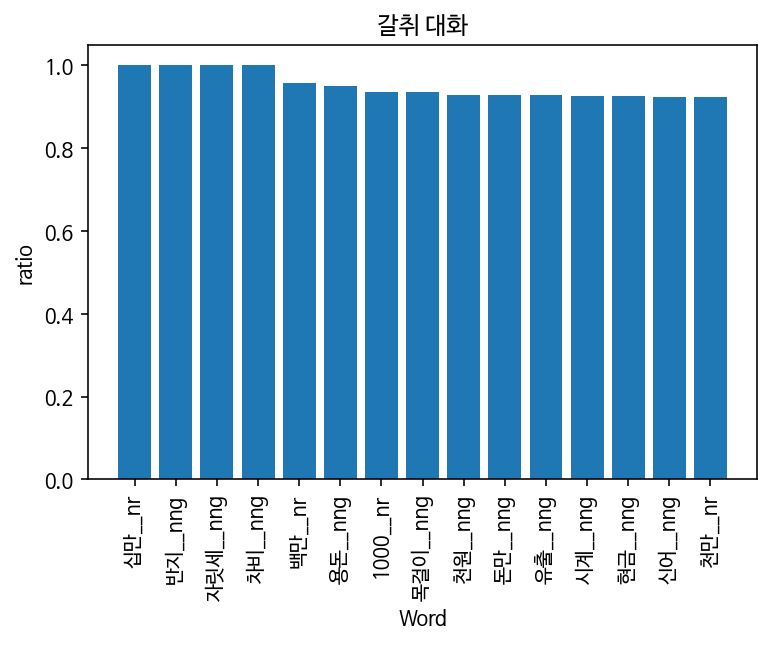 갈취 대화
1.0
0.8
0.6
0.4
0.2
0.0
ratio
십만__nr
반지__nng
자릿세__nng
차비__nng
백만__nr
용돈__nng
1000__nr
목걸이__nng
천원__nng
돈만__nng
유출__nng
시계__nng
현금__nng
신어__nng
천만__nr
Word